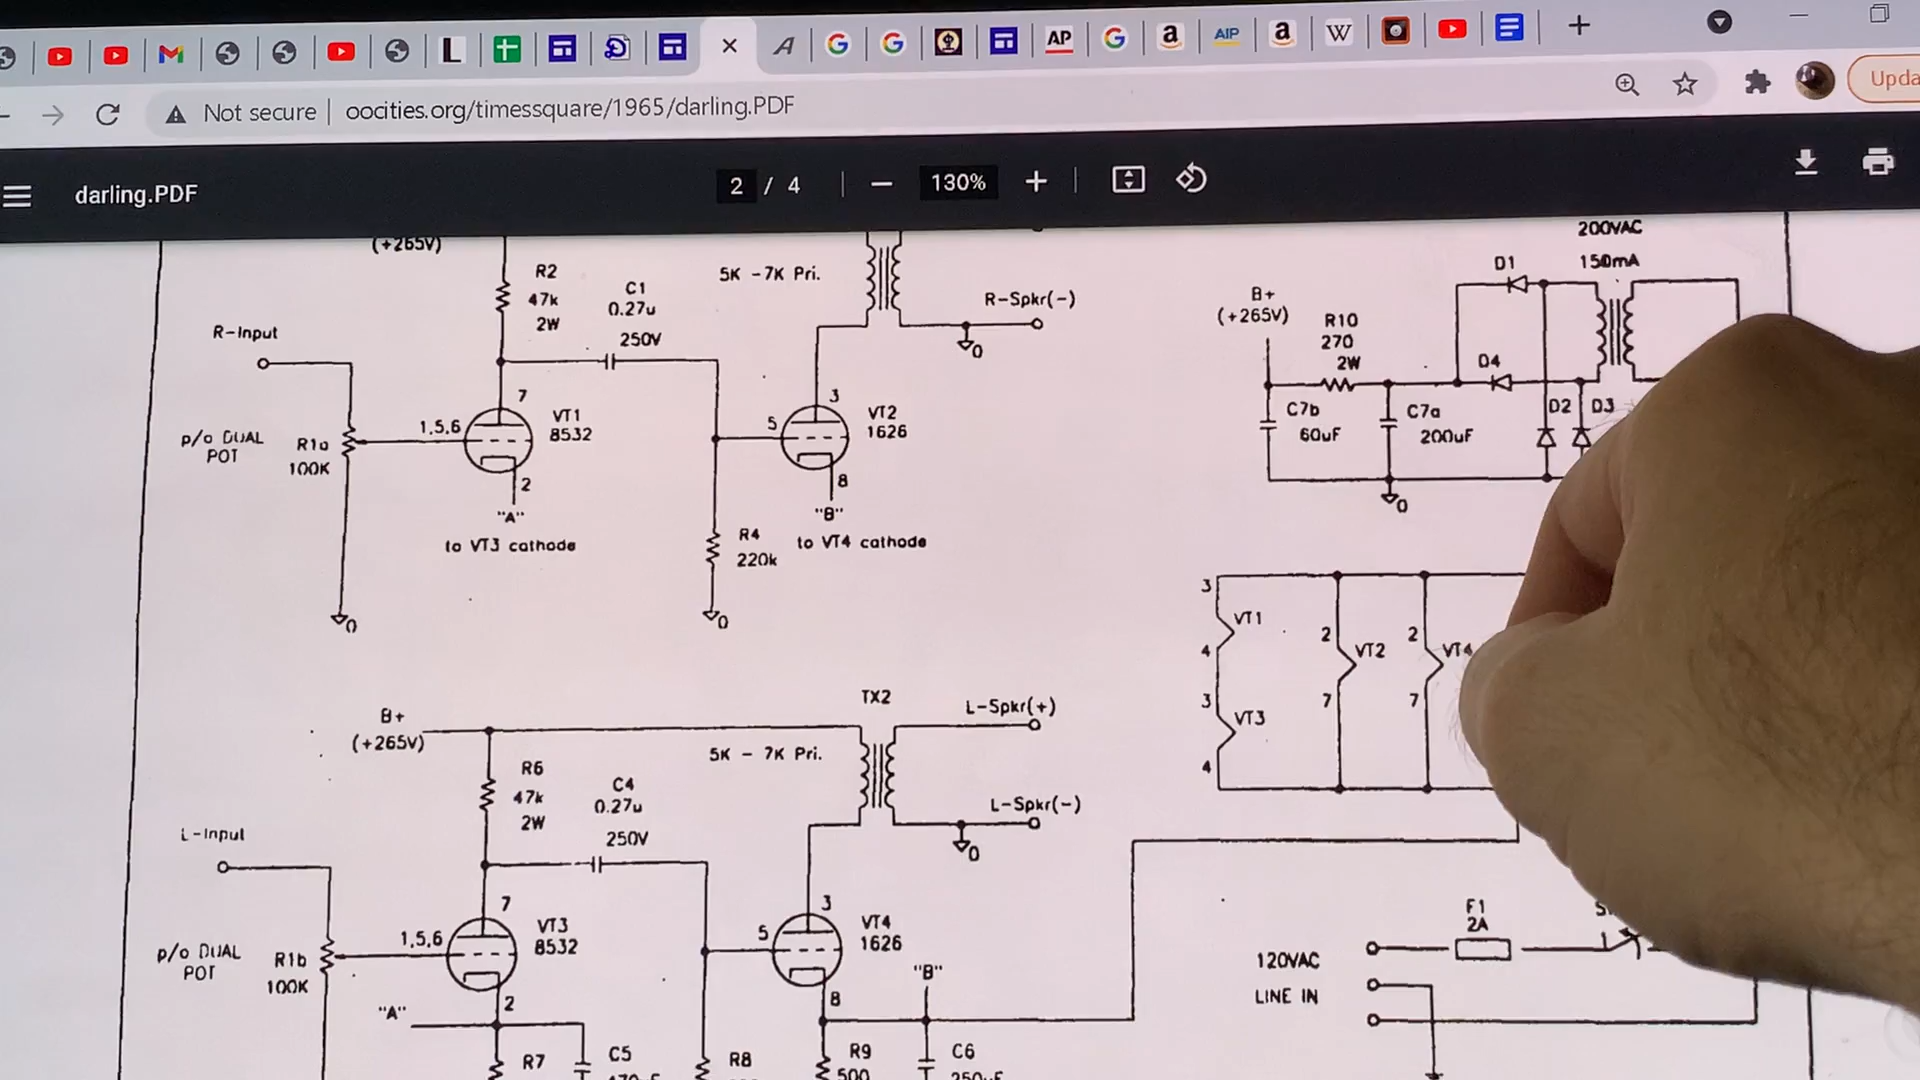 L
A
AP
a
AIP
a
W
Not secure | oocities.org/timessquare/1965/darling.PDF
Upda
darling.PDF
2 / 4
130%
(+265V)
R2
47k
2W
C1
0.27u
250V
5K -7K Pri.
R-Spkr(-)
0
R-Input
p/o DUAL
POT
R1a
100K
0
1,5,6
7
VT1
8532
2
"A"
to VT3 cathode
5
3
VT2
1626
8
"B"
to VT4 cathode
R4
220k
0
200VAC
150mA
D1
B+
(+265V)
R10
270
2W
D4
C7b
60uF
C7a
200uF
D2
D3
0
3
VT1
4
3
VT3
4
2
VT2
7
2
VT4
7
B+
(+265V)
TX2
L-Spkr(+)
5K - 7K Pri.
R6
47k
2W
C4
0.27u
250V
L-Spkr(-)
0
L-Input
p/o DUAL
POT
R1b
100K
1,5,6
7
VT3
8532
2
"A"
R7
C5
5
3
VT4
1626
8
"B"
R8
R9
500
C6
250uF
F1
2A
120VAC
LINE IN